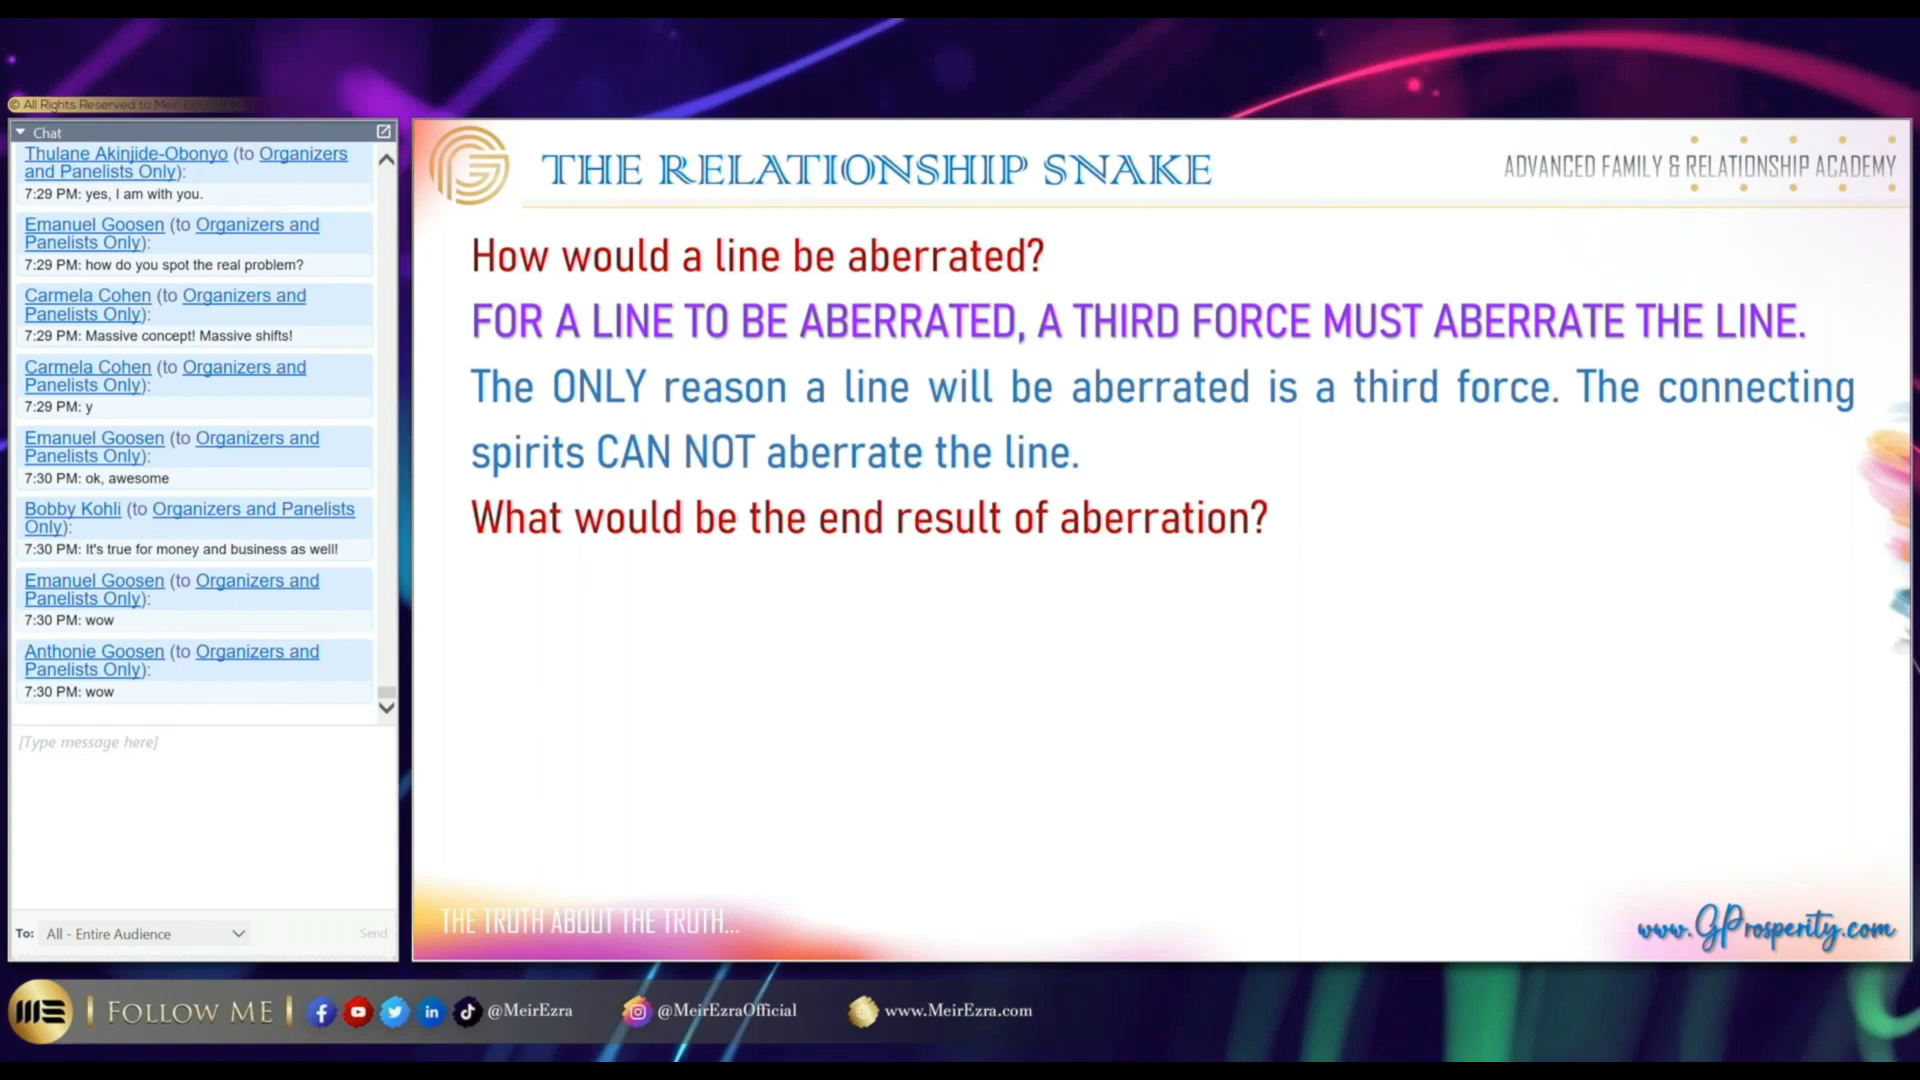 © All Rights Reserved to Meir Ezra
Chat
Thulane Akinjide-Obonyo (to Organizers
and Panelists Only):
7:29 PM: yes, I am with you.
Emanuel Goosen (to Organizers and
Panelists Only):
7:29 PM: how do you spot the real problem?
Carmela Cohen (to Organizers and
Panelists Only):
7:29 PM: Massive concept! Massive shifts!
Carmela Cohen (to Organizers and
Panelists Only):
7:29 PM: y
Emanuel Goosen (to Organizers and
Panelists Only):
7:30 PM: ok, awesome
Bobby Kohli (to Organizers and Panelists
Only):
7:30 PM: It's true for money and business as well!
Emanuel Goosen (to Organizers and
Panelists Only):
7:30 PM: wow
Anthonie Goosen (to Organizers and
Panelists Only):
7:30 PM: wow
[Type message here]
To: All - Entire Audience Send
THE RELATIONSHIP SNAKE
ADVANCED FAMILY & RELATIONSHIP ACADEMY
How would a line be aberrated?
FOR A LINE TO BE ABERRATED, A THIRD FORCE MUST ABERRATE THE LINE.
The ONLY reason a line will be aberrated is a third force. The connecting
spirits CAN NOT aberrate the line.
What would be the end result of aberration?
THE TRUTH ABOUT THE TRUTH...
www.GProsperity.com
ME FOLLOW ME @MeirEzra @MeirEzraOfficial www.MeirEzra.com